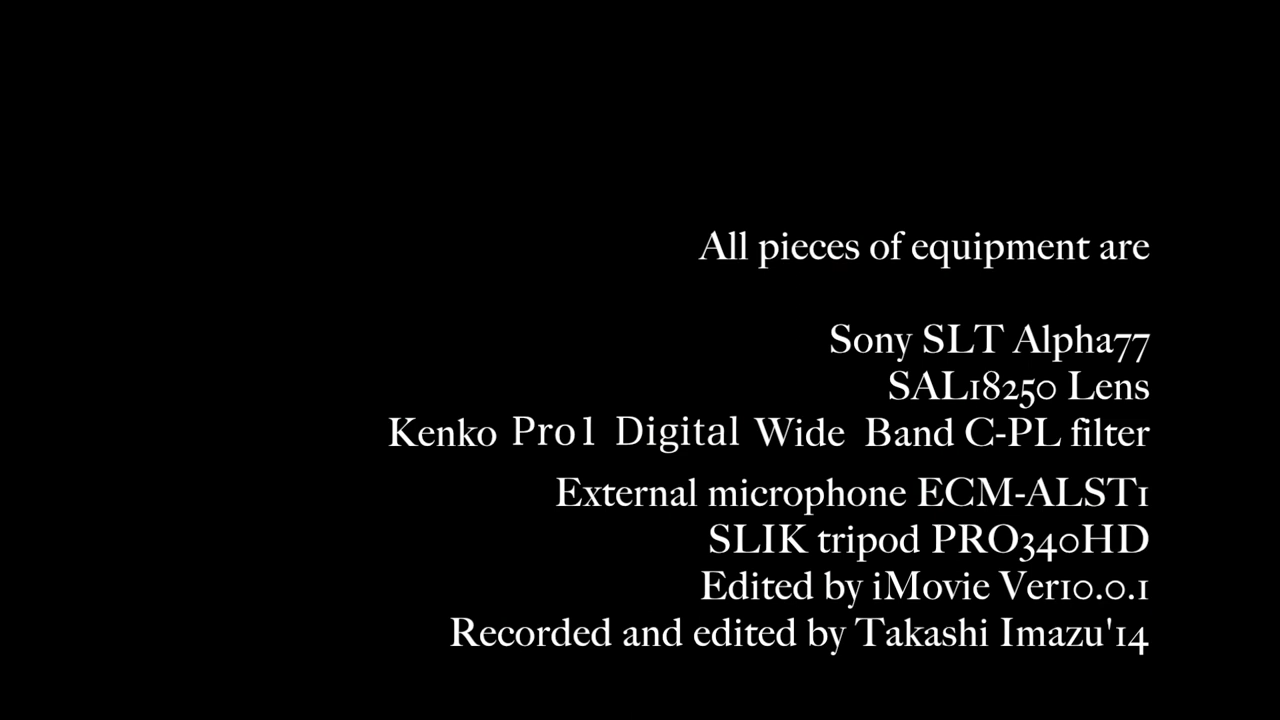 All pieces of equipment are
Sony SLT Alpha77
SAL18250 Lens
Kenko Pro1 Digital Wide Band C-PL filter
External microphone ECM-ALST1
SLIK tripod PRO340HD
Edited by iMovie Ver10.0.1
Recorded and edited by Takashi Imazu'14